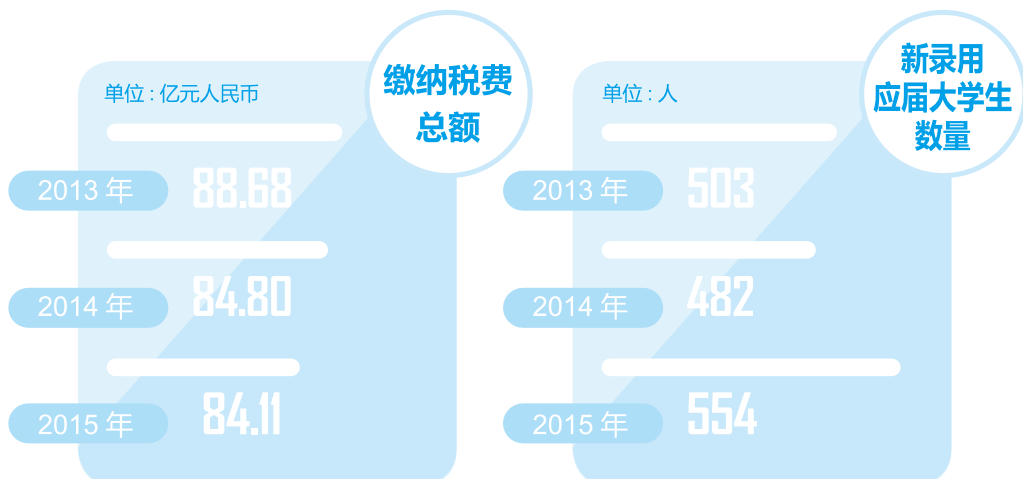 缴纳税费
总额
单位 : 亿元人民币
2013 年
88.68
2014 年
84.80
2015 年
84.11
新录用
应届大学生
数量
单位 : 人
2013 年
503
2014 年
482
2015 年
554